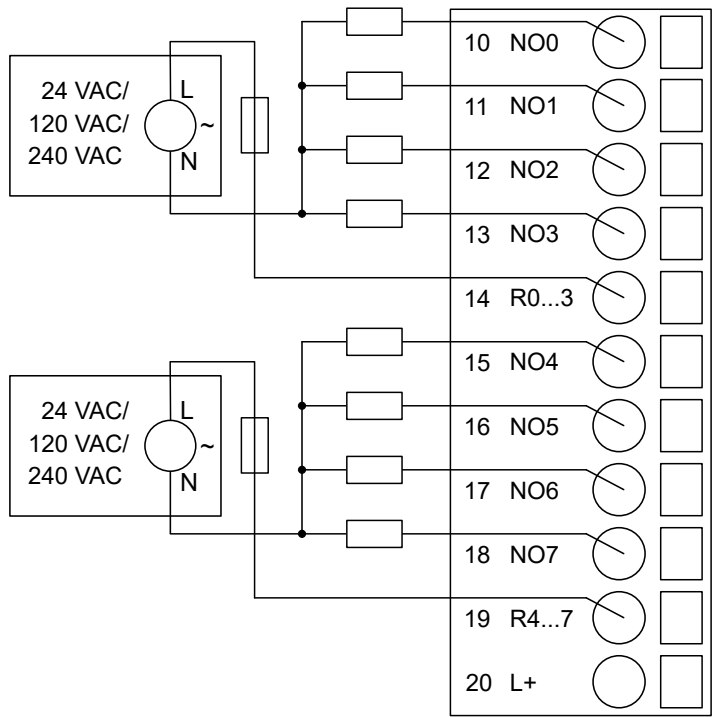 10 NO0
24 VAC/
L
120 VAC/
~
240 VAC
N
11 NO1
12 NO2
13 NO3
14 R0...3
15 NO4
24 VAC/
L
120 VAC/
~
240 VAC
N
16 NO5
17 NO6
18 NO7
19 R4...7
20 L+